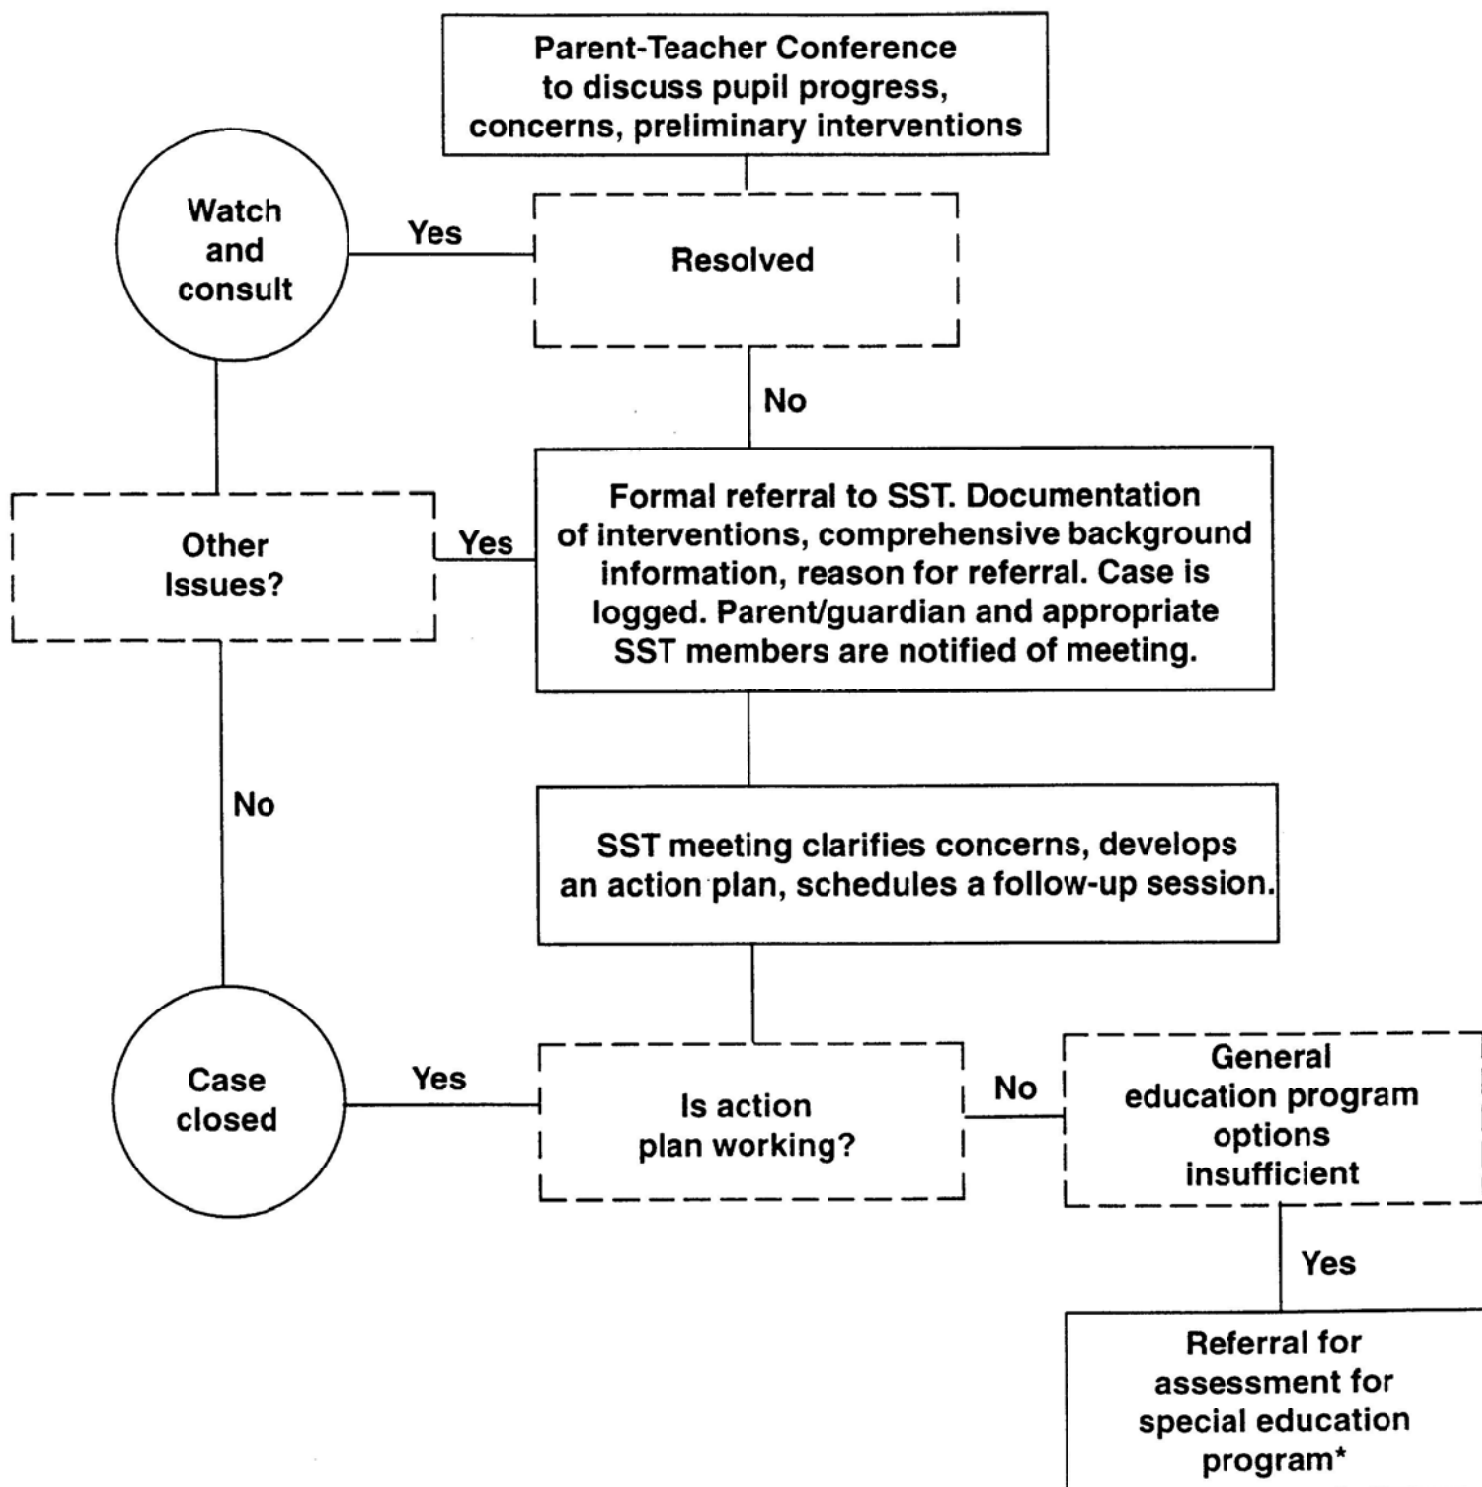 Parent-Teacher Conference
to discuss pupil progress,
concerns, preliminary interventions
Watch
and
consult
Yes
Resolved
No
Other
Issues?
Yes
Formal referral to SST. Documentation
of interventions, comprehensive background
information, reason for referral. Case is
logged. Parent/guardian and appropriate
SST members are notified of meeting.
No
SST meeting clarifies concerns, develops
an action plan, schedules a follow-up session.
Case
closed
Yes
Is action
plan working?
No
General
education program
options
insufficient
Yes
Referral for
assessment for
special education
program*